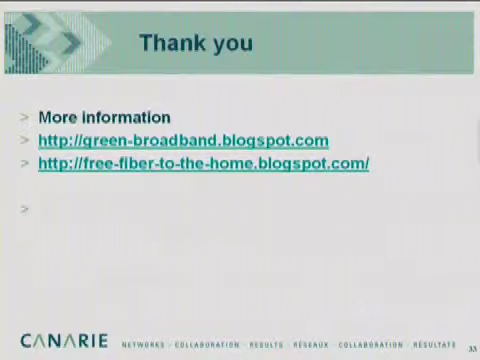 Thank you
> More information
> http://green-broadband.blogspot.com
> http://free-fiber-to-the-home.blogspot.com/
>
CANARIE NETWORKS · COLLABORATION · RESULTS · RÉSEAUX · COLLABORATION · RÉSULTATS
33